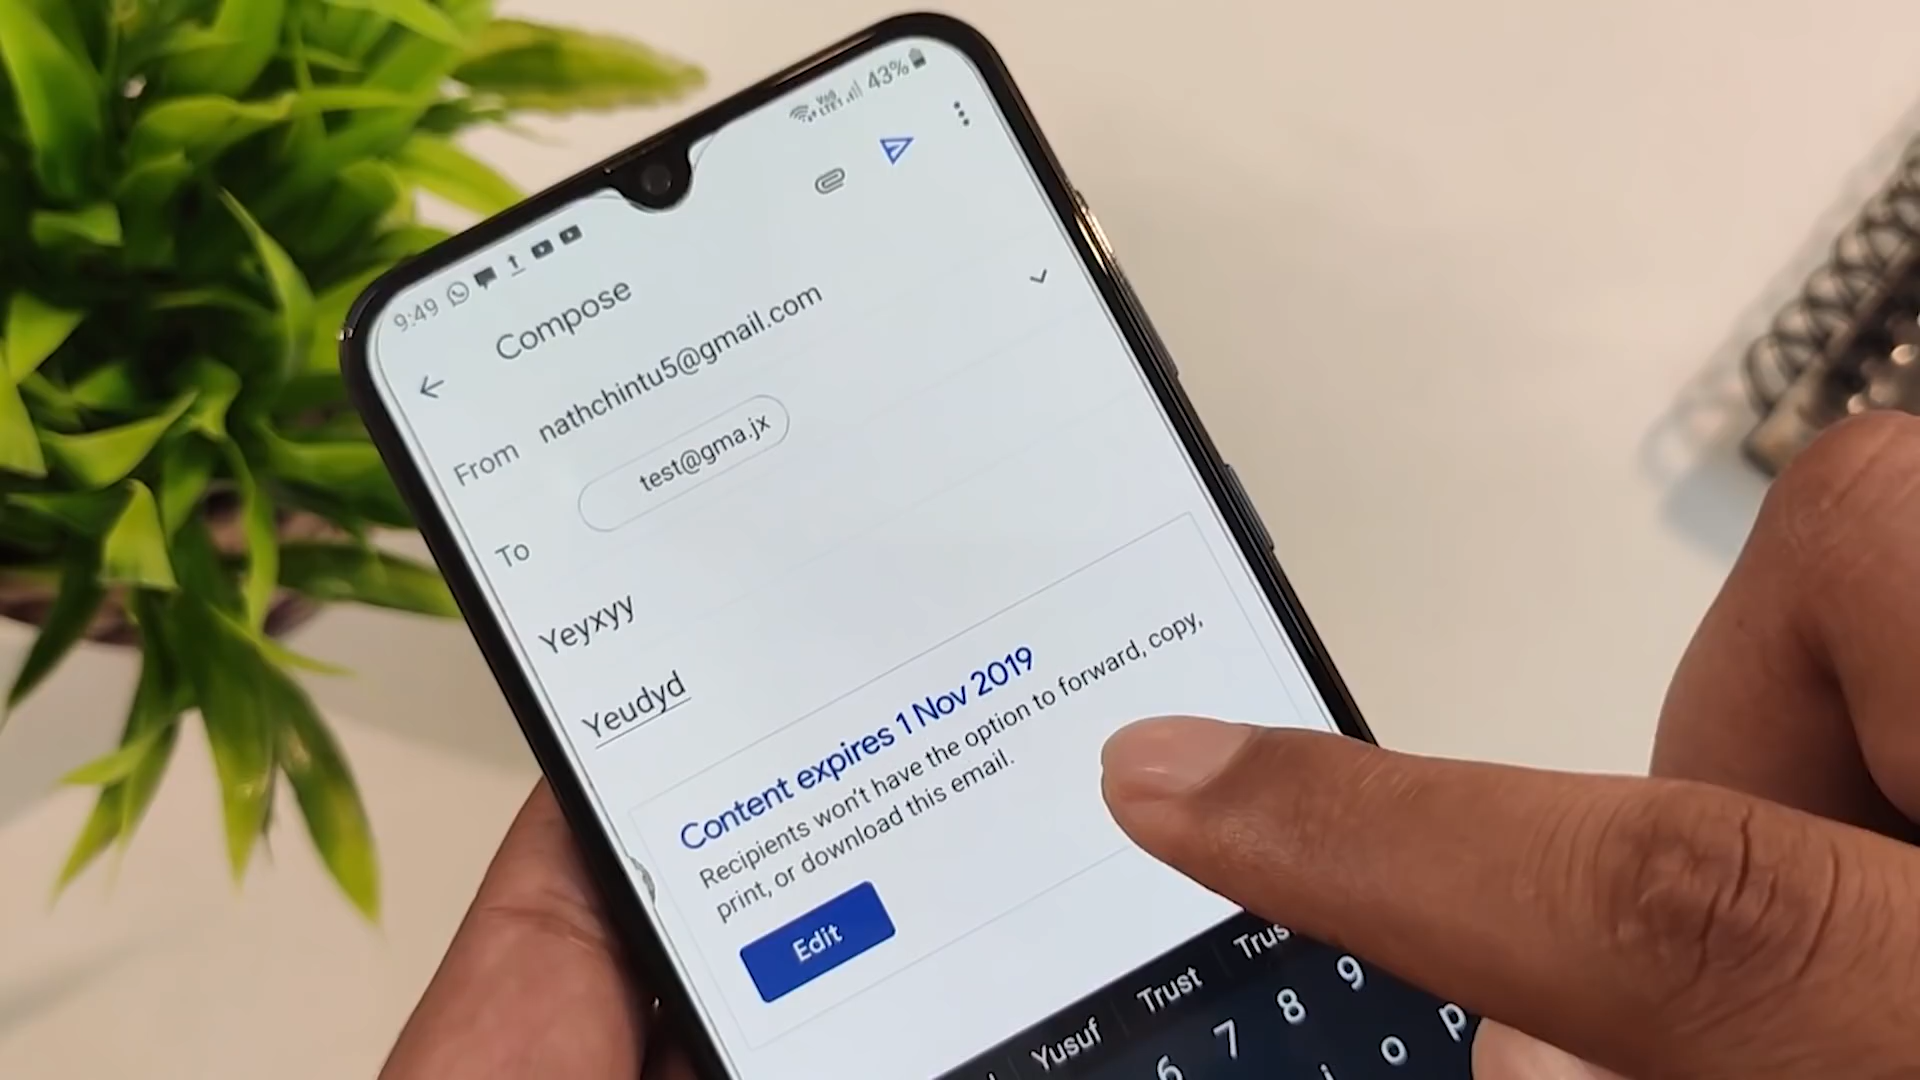 9:49 43%
Compose
From nathchintu5@gmail.com
To test@gma.jx
Yeyxyy
Yeudyd
Content expires 1 Nov 2019
Recipients won't have the option to forward, copy,
print, or download this email.
Edit
Yusuf Trust
6 7 8 9
o p